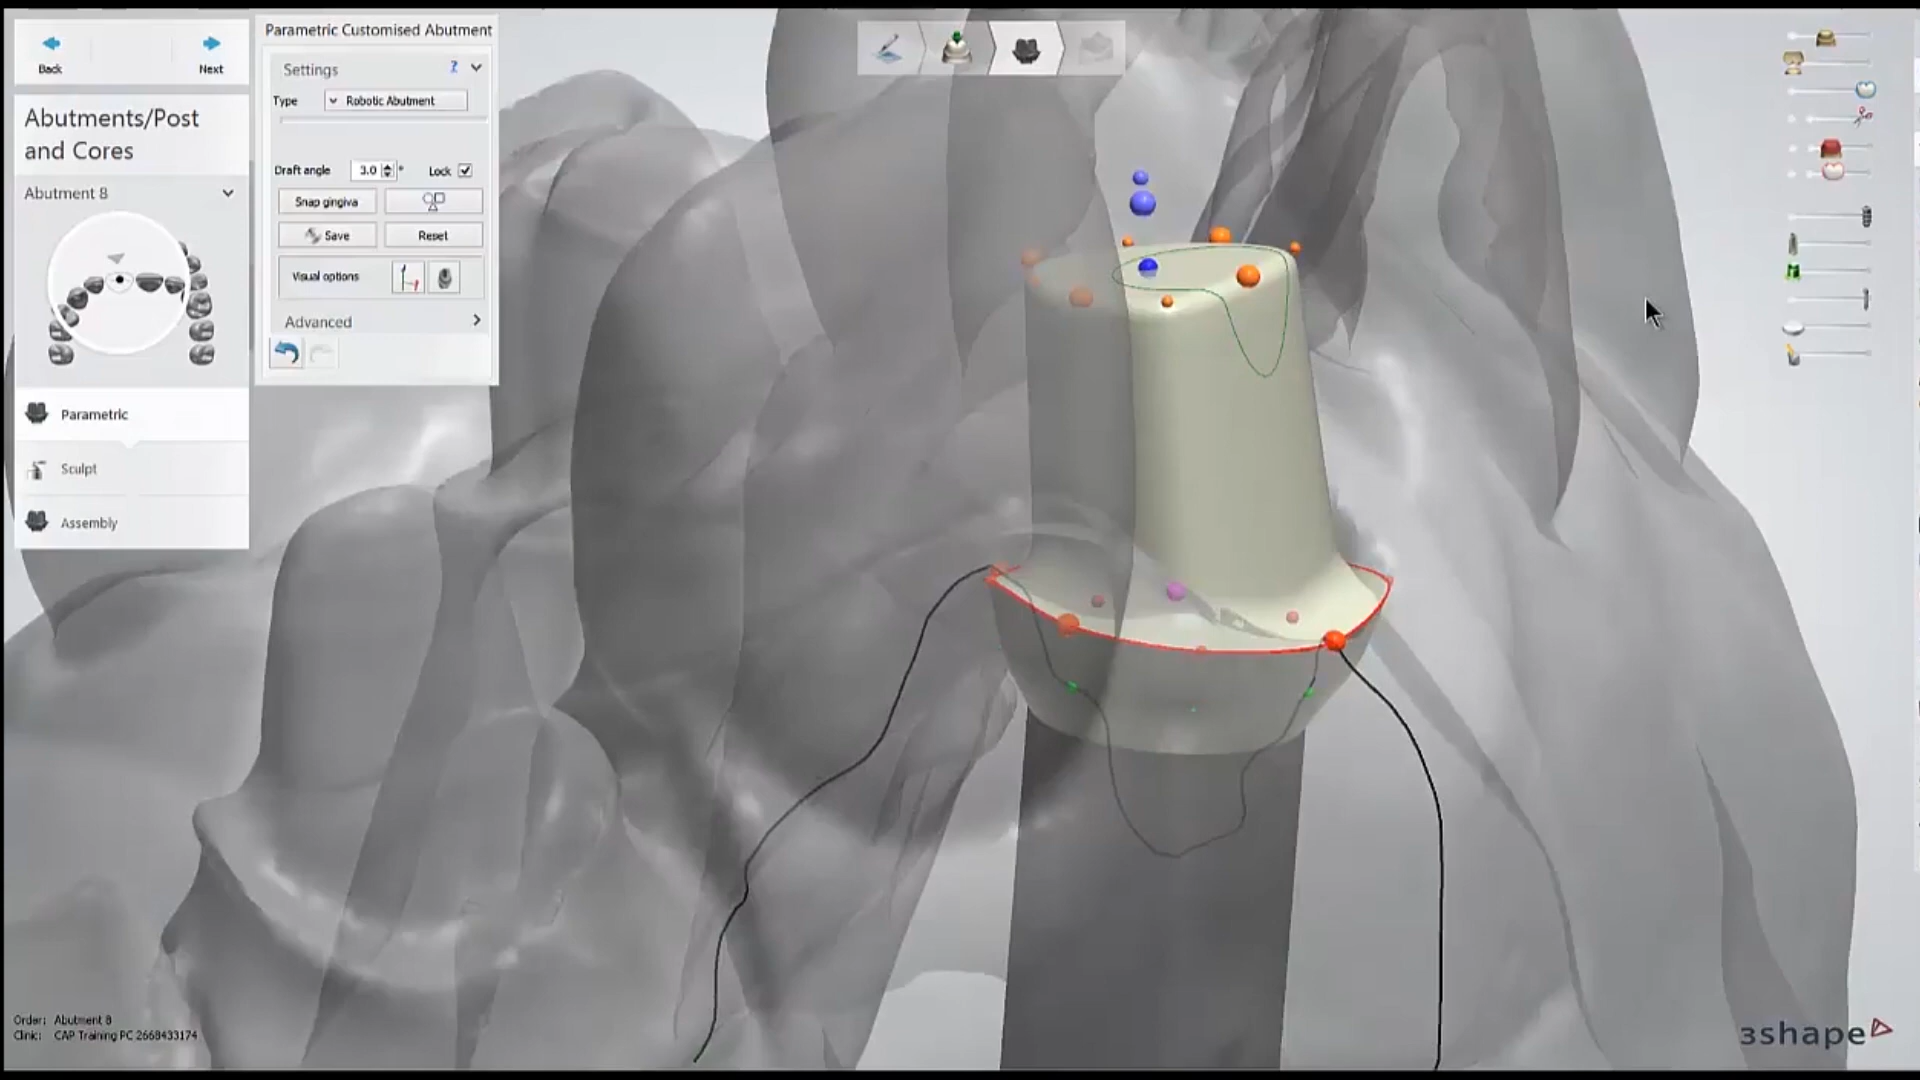 Back
Next
Abutments/Post
and Cores
Abutment 8
Parametric
Sculpt
Assembly
Parametric Customised Abutment
Settings
?
Type
Robotic Abutment
Draft angle
3.0
°
Lock
Snap gingiva
Save
Reset
Visual options
Advanced
Order: Abutment 8
Clinic: CAP Training PC 2668433174
3shape